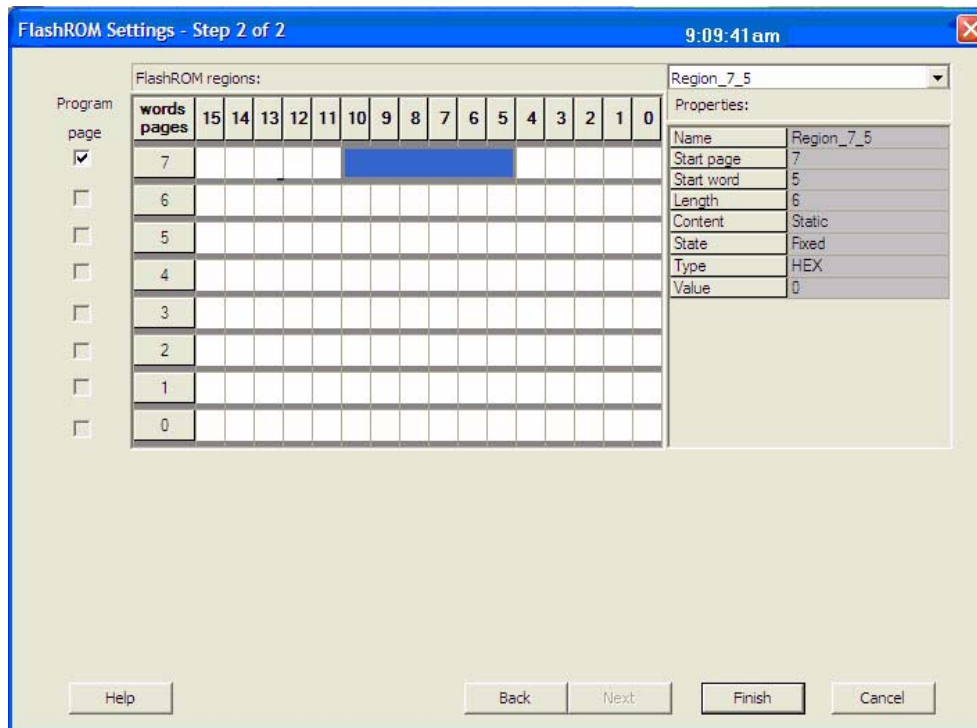 FlashROM Settings - Step 2 of 2
9:09:41am
FlashROM regions:
Region_7_5
Program
page
words
pages
15 14 13 12 11 10 9 8 7 6 5 4 3 2 1 0
Properties:
7
6
5
4
3
2
1
0
Name Region_7_5
Start page 7
Start word 5
Length 6
Content Static
State Fixed
Type HEX
Value 0
Help
Back
Next
Finish
Cancel